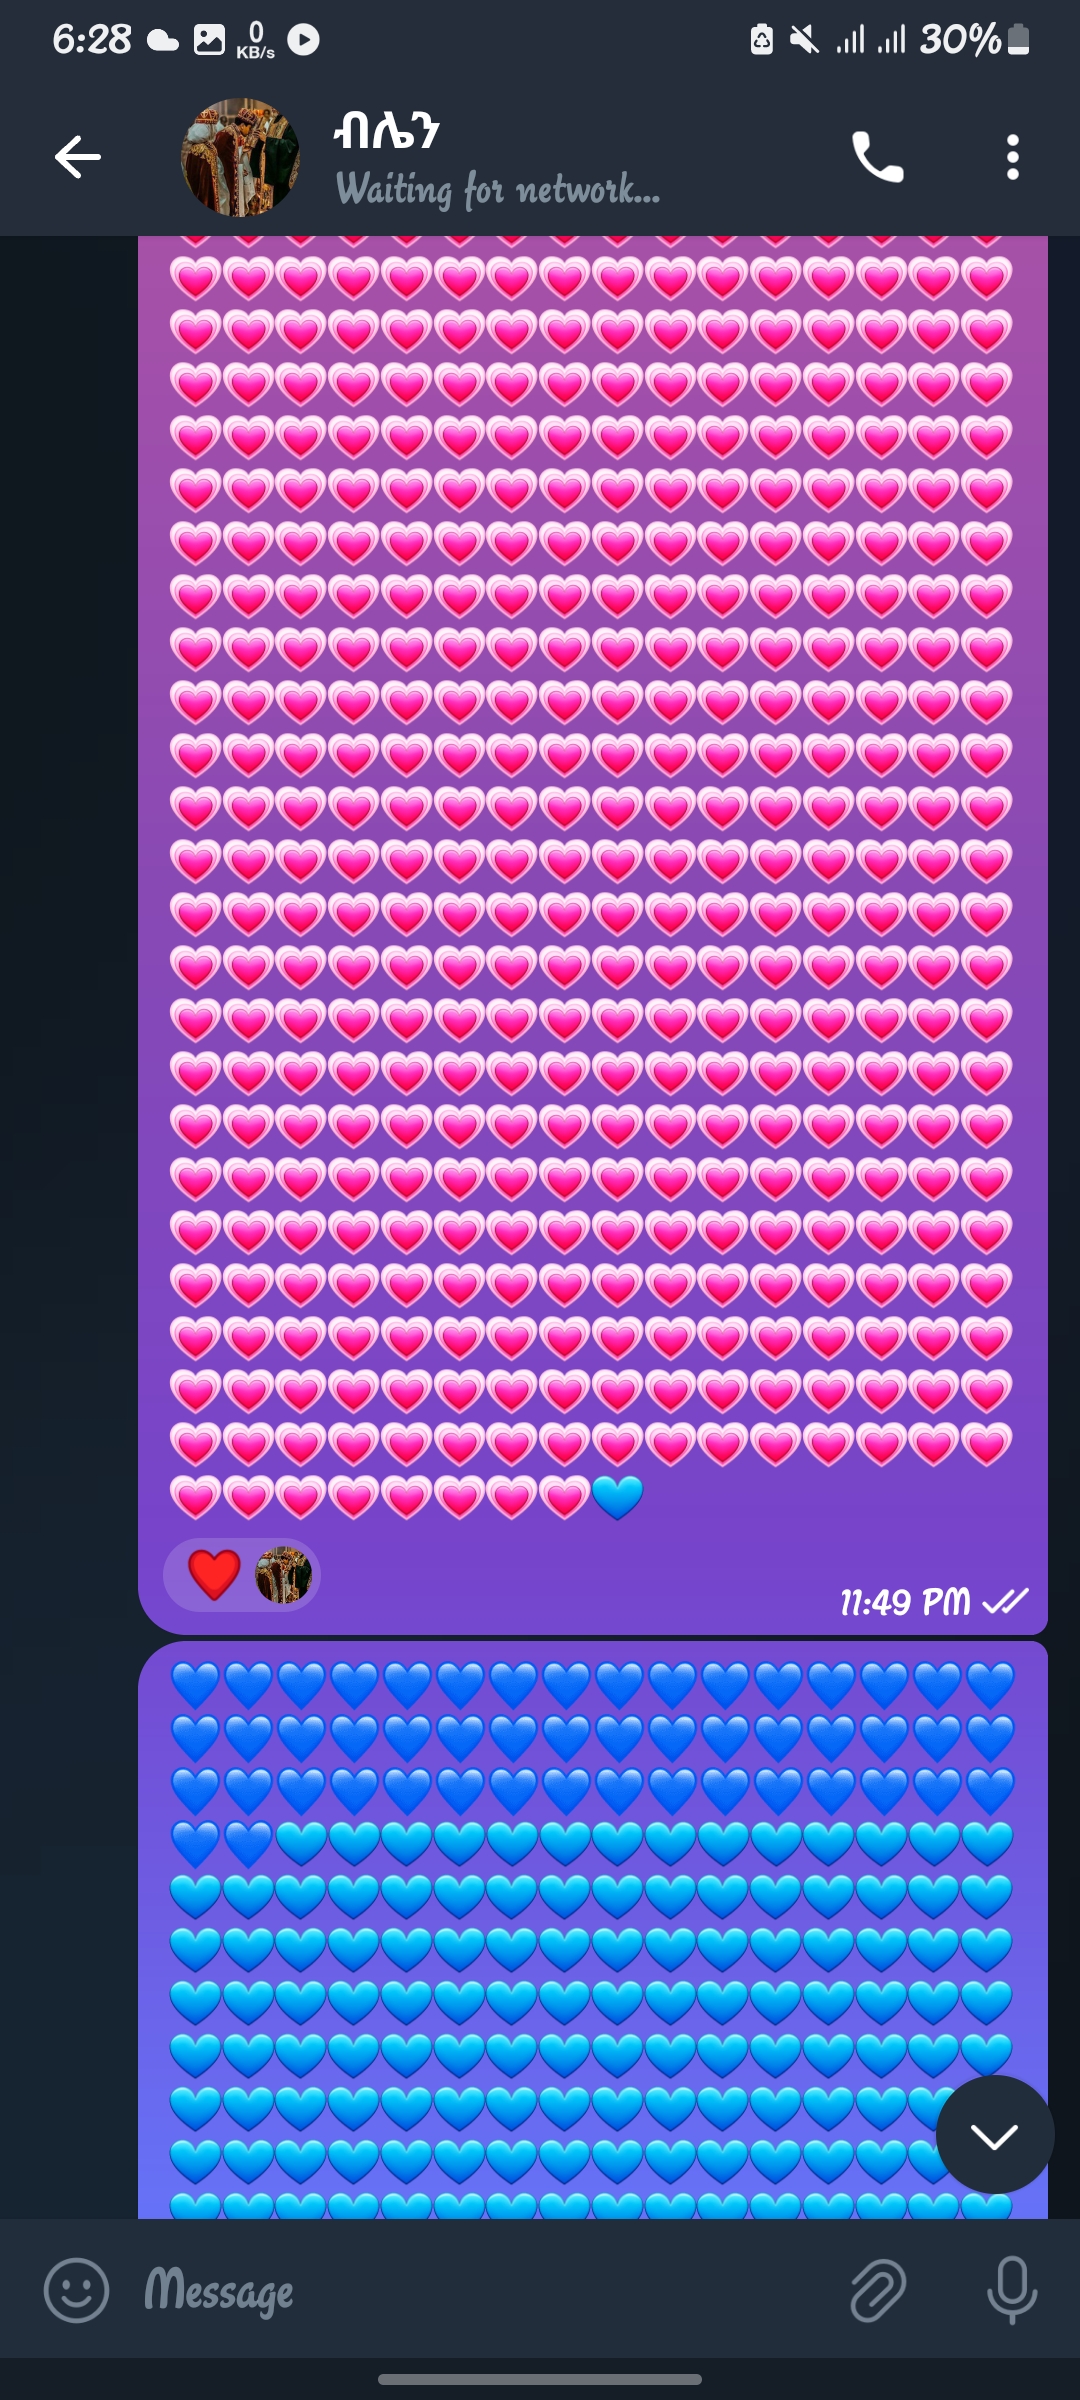 6:28 0 KB/s 30%
ብሌን
Waiting for network...
11:49 PM
Message